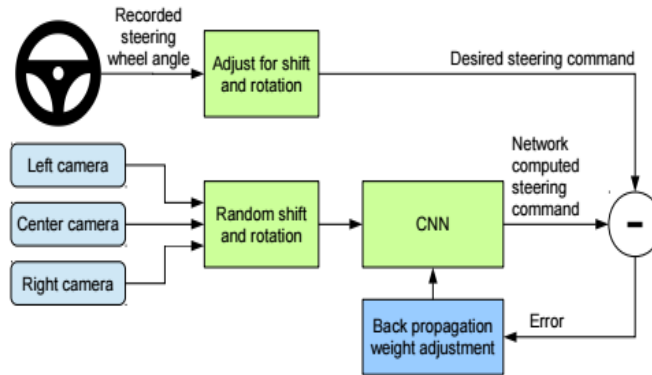 Recorded
steering
wheel angle
Adjust for shift
and rotation
Desired steering command
Left camera
Center camera
Right camera
Random shift
and rotation
CNN
Network
computed
steering
command
-
Back propagation
weight adjustment
Error